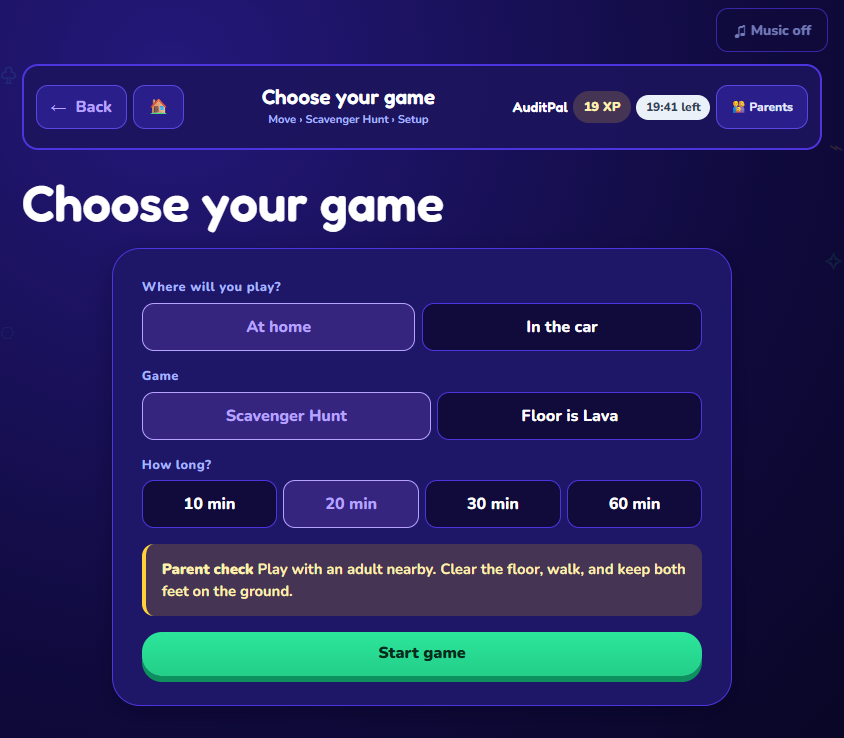 ♫ Music off
← Back
Choose your game
Move › Scavenger Hunt › Setup
AuditPal
19 XP
19:41 left
Parents
Choose your game
Where will you play?
At home
In the car
Game
Scavenger Hunt
Floor is Lava
How long?
10 min
20 min
30 min
60 min
Parent check Play with an adult nearby. Clear the floor, walk, and keep both
feet on the ground.
Start game